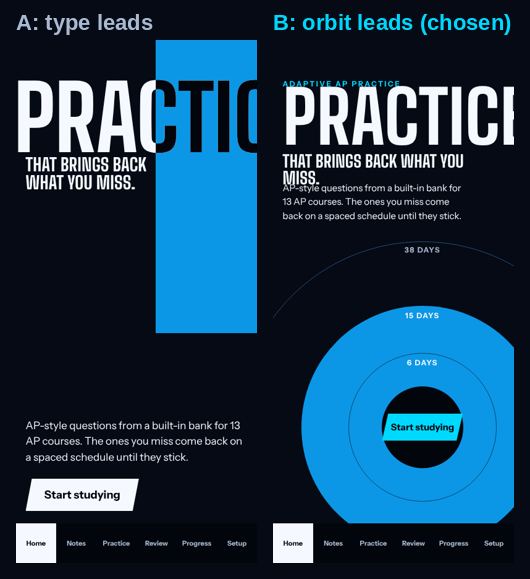 A: type leads
PRACTIC
THAT BRINGS BACK
WHAT YOU MISS.
AP-style questions from a built-in bank for 13
AP courses. The ones you miss come back on
a spaced schedule until they stick.
Start studying
Home Notes Practice Review Progress Setup
B: orbit leads (chosen)
ADAPTIVE AP PRACTICE
PRACTICE
THAT BRINGS BACK WHAT YOU
MISS.
AP-style questions from a built-in bank for
13 AP courses. The ones you miss come
back on a spaced schedule until they stick.
38 DAYS
15 DAYS
6 DAYS
Start studying
Home Notes Practice Review Progress Setup